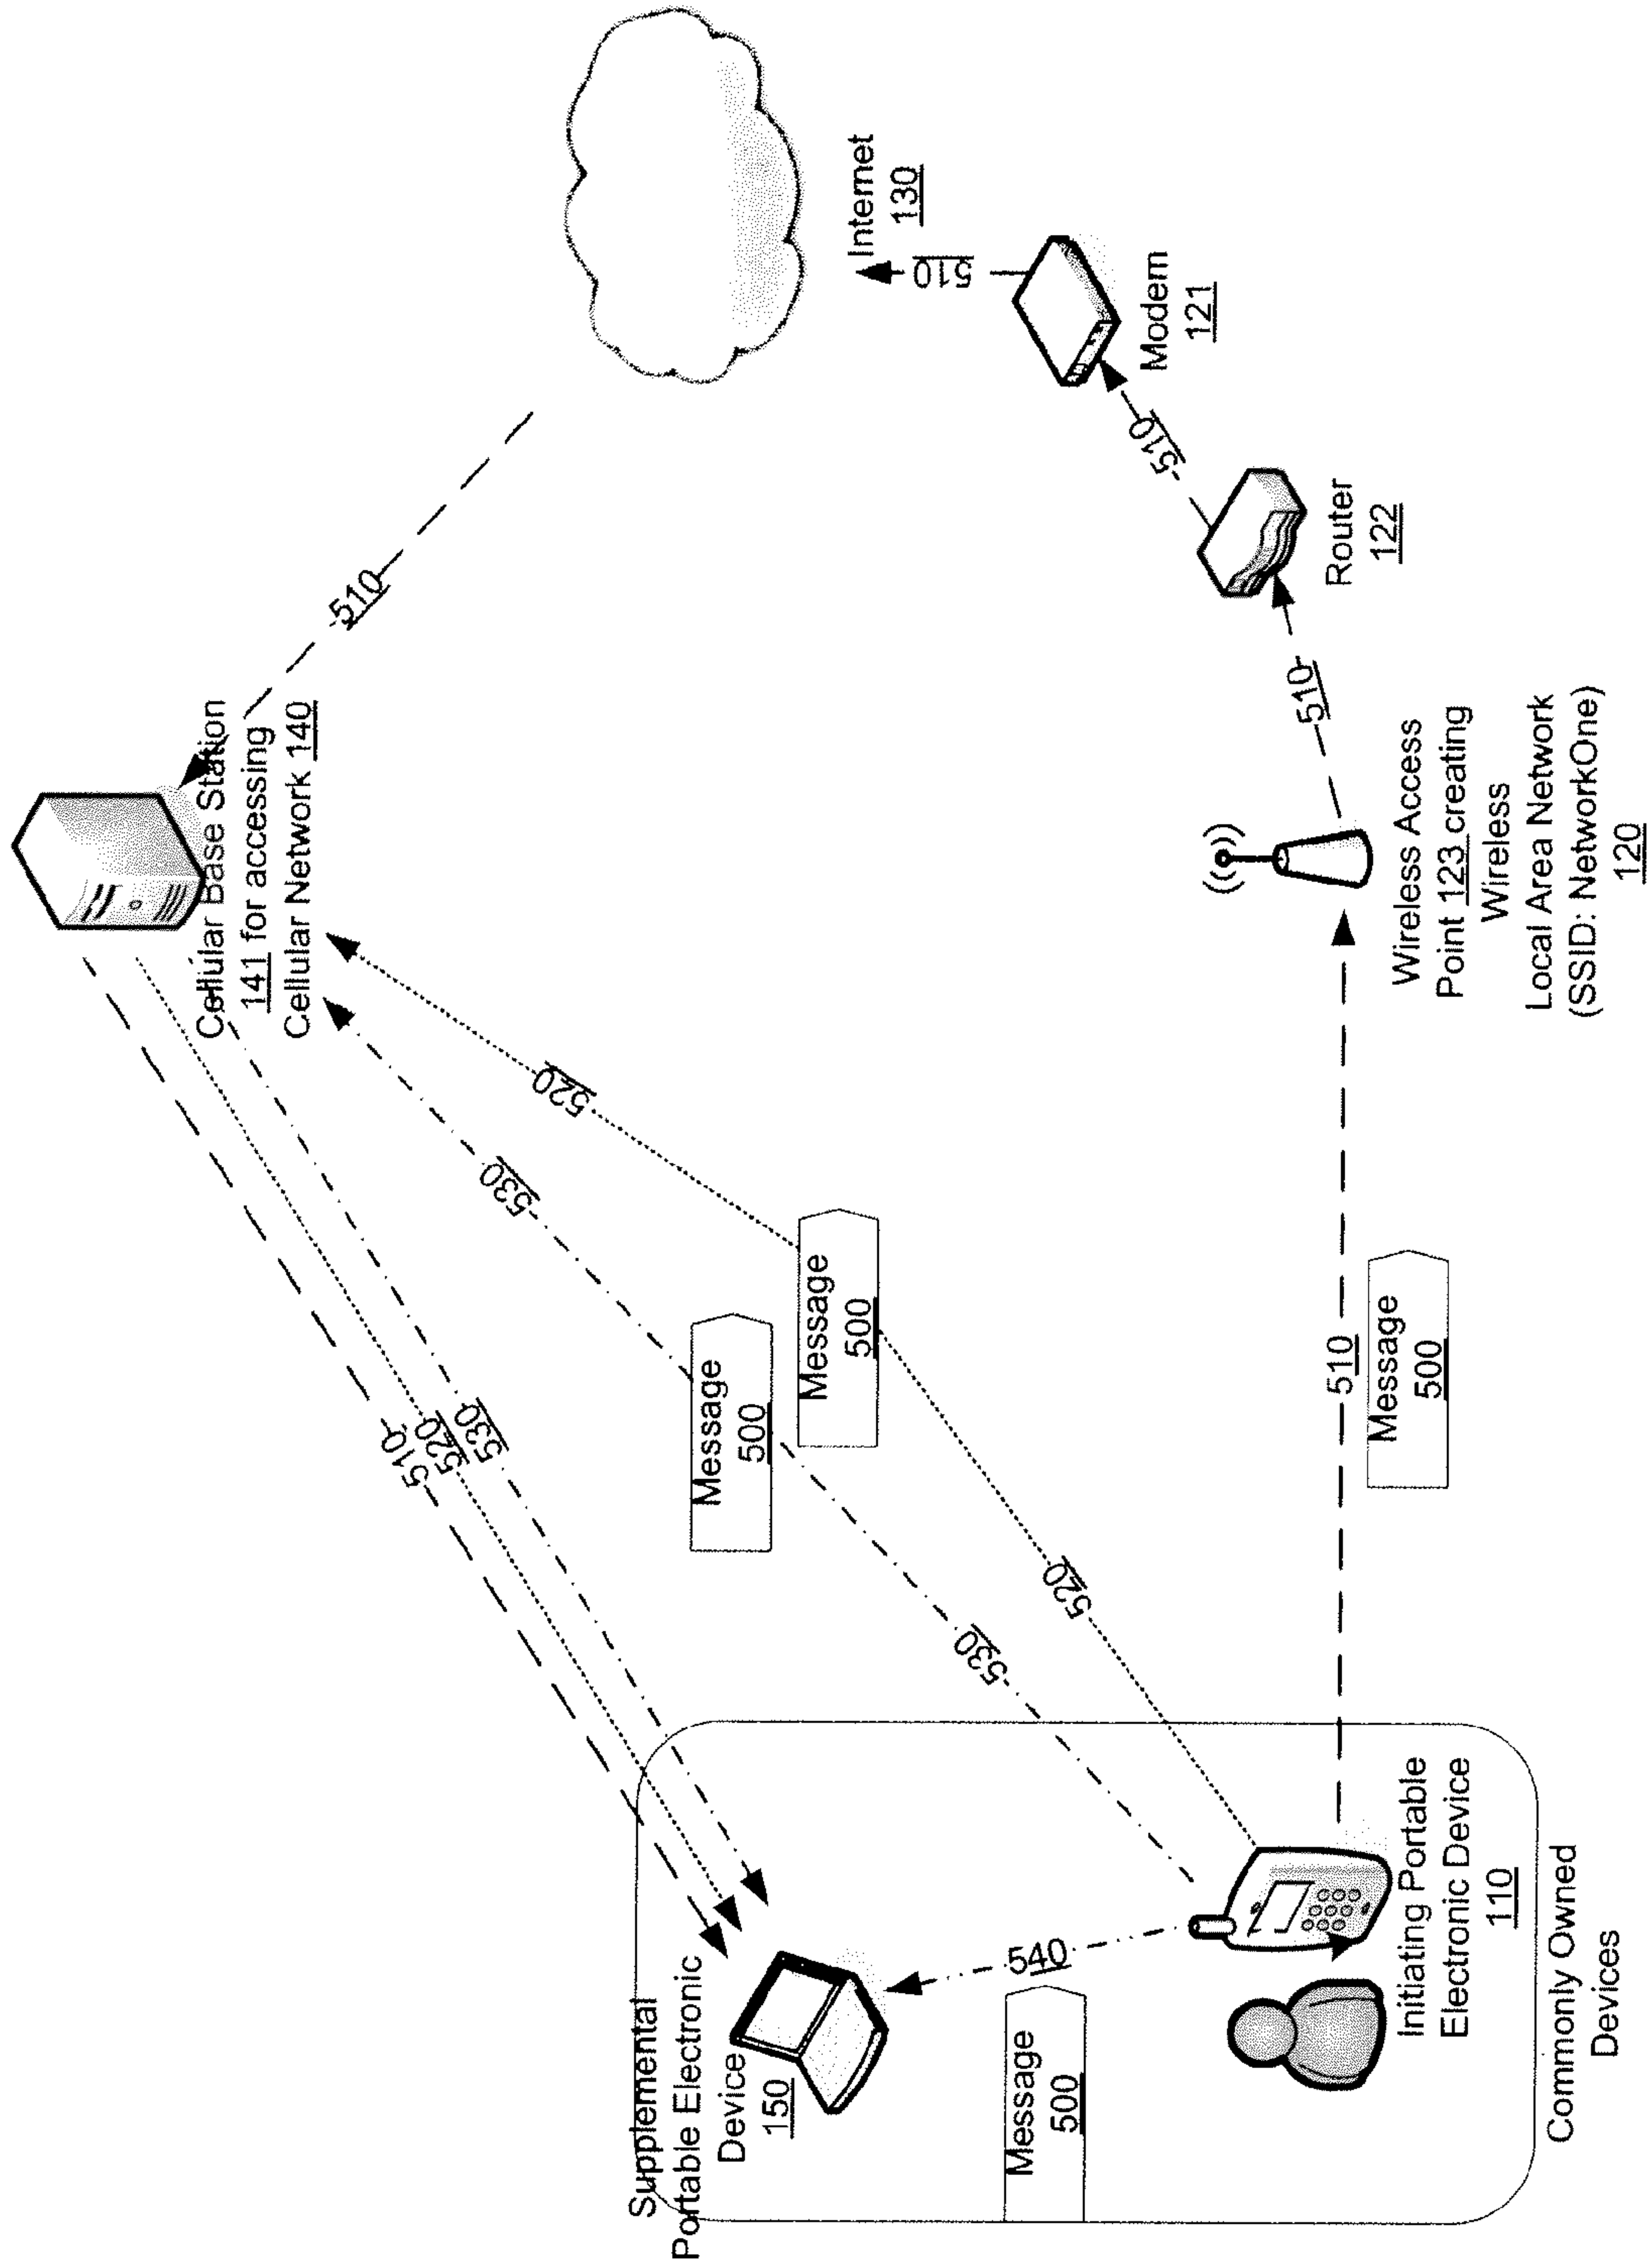 Cellular Base Station
141 for accessing
Cellular Network 140
510
510
520
530
530
520
Supplemental
Portable Electronic
Device
150
Message
500
Message
500
Internet
130
510
530
520
540
Message
500
510
Modem
121
510
Router
122
510
Message
500
Initiating Portable
Electronic Device
110
Wireless Access
Point 123 creating
Wireless
Local Area Network
(SSID: NetworkOne)
120
Commonly Owned
Devices